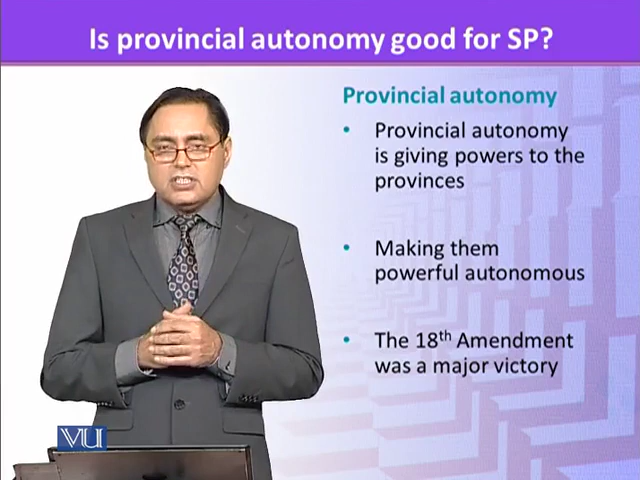 Is provincial autonomy good for SP?
Provincial autonomy
• Provincial autonomy
is giving powers to the
provinces
• Making them
powerful autonomous
• The 18th Amendment
was a major victory
VU